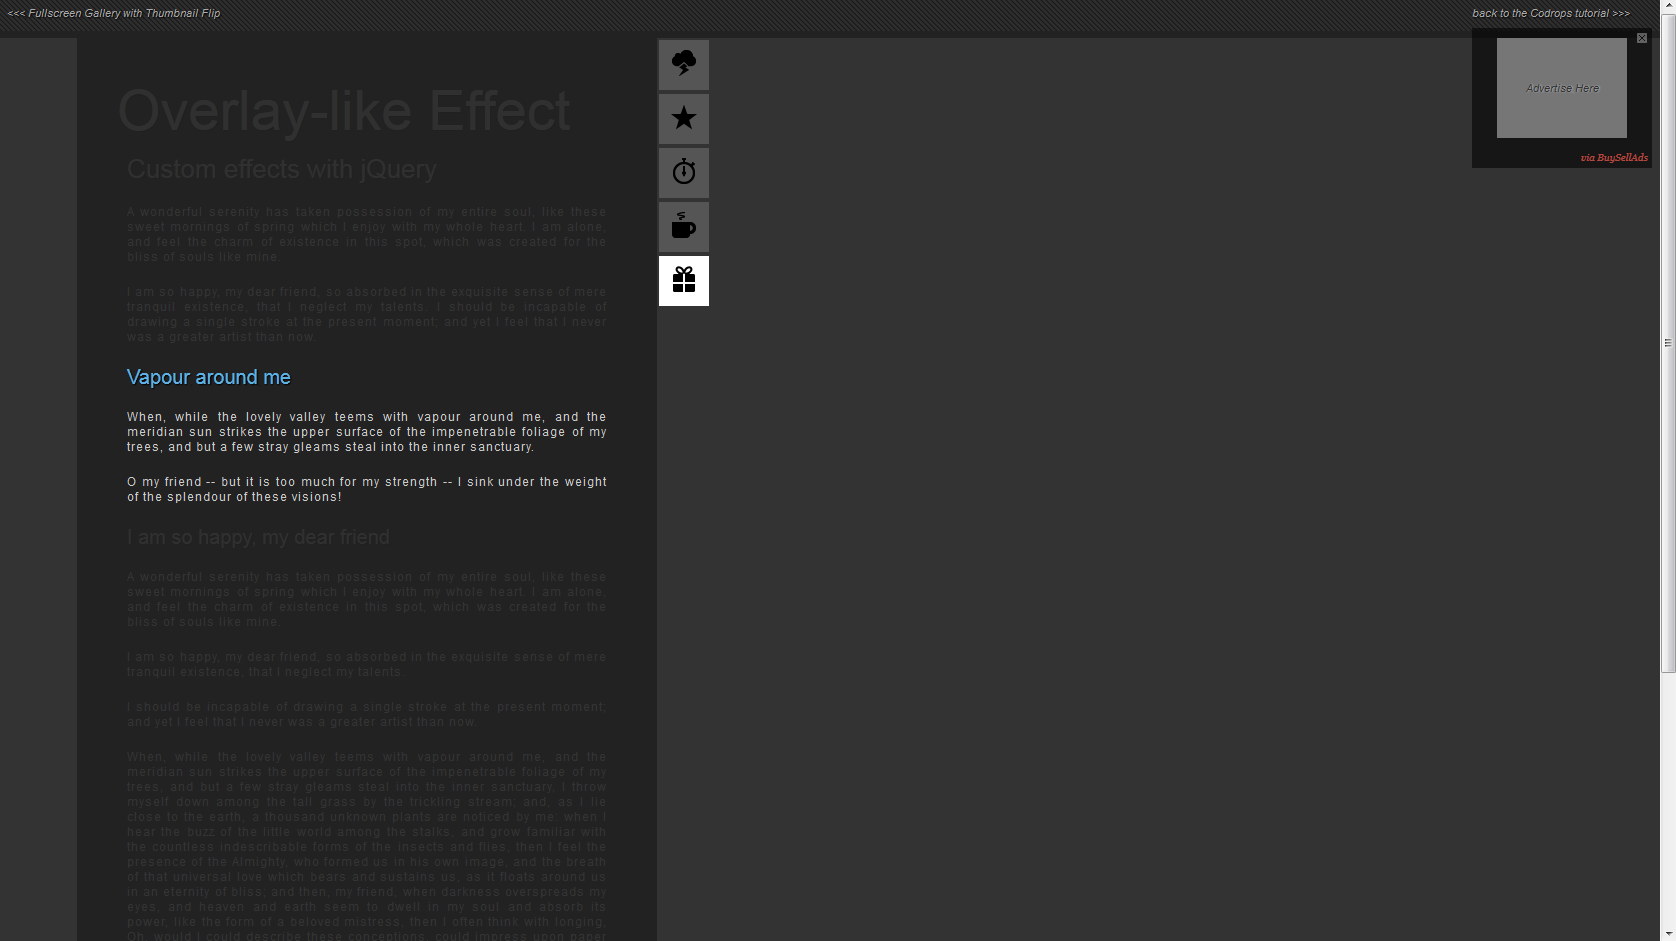 <<< Fullscreen Gallery with Thumbnail Flip
back to the Codrops tutorial >>>
Advertise Here
via BuySellAds
Overlay-like Effect
Custom effects with jQuery
A wonderful serenity has taken possession of my entire soul, like these
sweet mornings of spring which I enjoy with my whole heart. I am alone,
and feel the charm of existence in this spot, which was created for the
bliss of souls like mine.
I am so happy, my dear friend, so absorbed in the exquisite sense of mere
tranquil existence, that I neglect my talents. I should be incapable of
drawing a single stroke at the present moment; and yet I feel that I never
was a greater artist than now.
Vapour around me
When, while the lovely valley teems with vapour around me, and the
meridian sun strikes the upper surface of the impenetrable foliage of my
trees, and but a few stray gleams steal into the inner sanctuary.
O my friend -- but it is too much for my strength -- I sink under the weight
of the splendour of these visions!
I am so happy, my dear friend
A wonderful serenity has taken possession of my entire soul, like these
sweet mornings of spring which I enjoy with my whole heart. I am alone,
and feel the charm of existence in this spot, which was created for the
bliss of souls like mine.
I am so happy, my dear friend, so absorbed in the exquisite sense of mere
tranquil existence, that I neglect my talents.
I should be incapable of drawing a single stroke at the present moment;
and yet I feel that I never was a greater artist than now.
When, while the lovely valley teems with vapour around me, and the
meridian sun strikes the upper surface of the impenetrable foliage of my
trees, and but a few stray gleams steal into the inner sanctuary, I throw
myself down among the tall grass by the trickling stream; and, as I lie
close to the earth, a thousand unknown plants are noticed by me: when I
hear the buzz of the little world among the stalks, and grow familiar with
the countless indescribable forms of the insects and flies, then I feel the
presence of the Almighty, who formed us in his own image, and the breath
of that universal love which bears and sustains us, as it floats around us
in an eternity of bliss; and then, my friend, when darkness overspreads my
eyes, and heaven and earth seem to dwell in my soul and absorb its
power, like the form of a beloved mistress, then I often think with longing,
Oh, would I could describe these conceptions, could impress upon paper